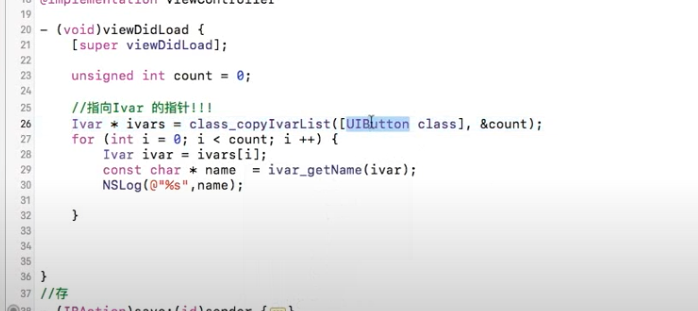 @implementation ViewController
19
20 - (void)viewDidLoad {
21 [super viewDidLoad];
22
23 unsigned int count = 0;
24
25 //指向Ivar 的指针!!!
26 Ivar * ivars = class_copyIvarList([UIButton class], &count);
27 for (int i = 0; i < count; i ++) {
28 Ivar ivar = ivars[i];
29 const char * name  = ivar_getName(ivar);
30 NSLog(@"%s",name);
31
32 }
33
34
35
36 }
37 //存
(IBAction)save:(id)sender {